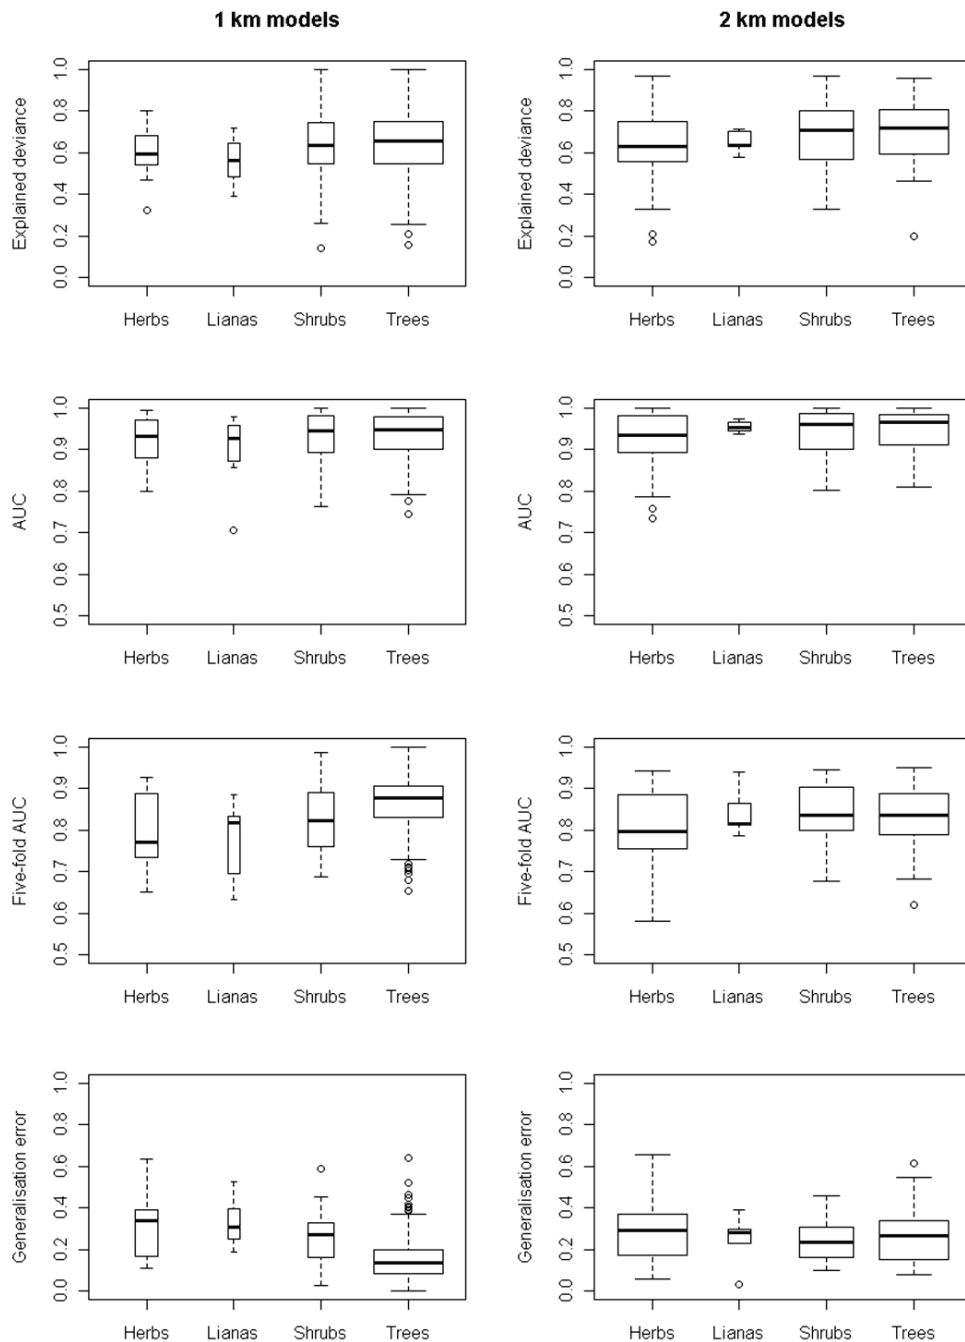 1 km models
2 km models
Explained deviance
0.0 0.2 0.4 0.6 0.8 1.0
Herbs Lianas Shrubs Trees
Explained deviance
0.0 0.2 0.4 0.6 0.8 1.0
Herbs Lianas Shrubs Trees
AUC
0.5 0.6 0.7 0.8 0.9 1.0
Herbs Lianas Shrubs Trees
AUC
0.5 0.6 0.7 0.8 0.9 1.0
Herbs Lianas Shrubs Trees
Five-fold AUC
0.5 0.6 0.7 0.8 0.9 1.0
Herbs Lianas Shrubs Trees
Five-fold AUC
0.5 0.6 0.7 0.8 0.9 1.0
Herbs Lianas Shrubs Trees
Generalisation error
0.0 0.2 0.4 0.6 0.8 1.0
Herbs Lianas Shrubs Trees
Generalisation error
0.0 0.2 0.4 0.6 0.8 1.0
Herbs Lianas Shrubs Trees